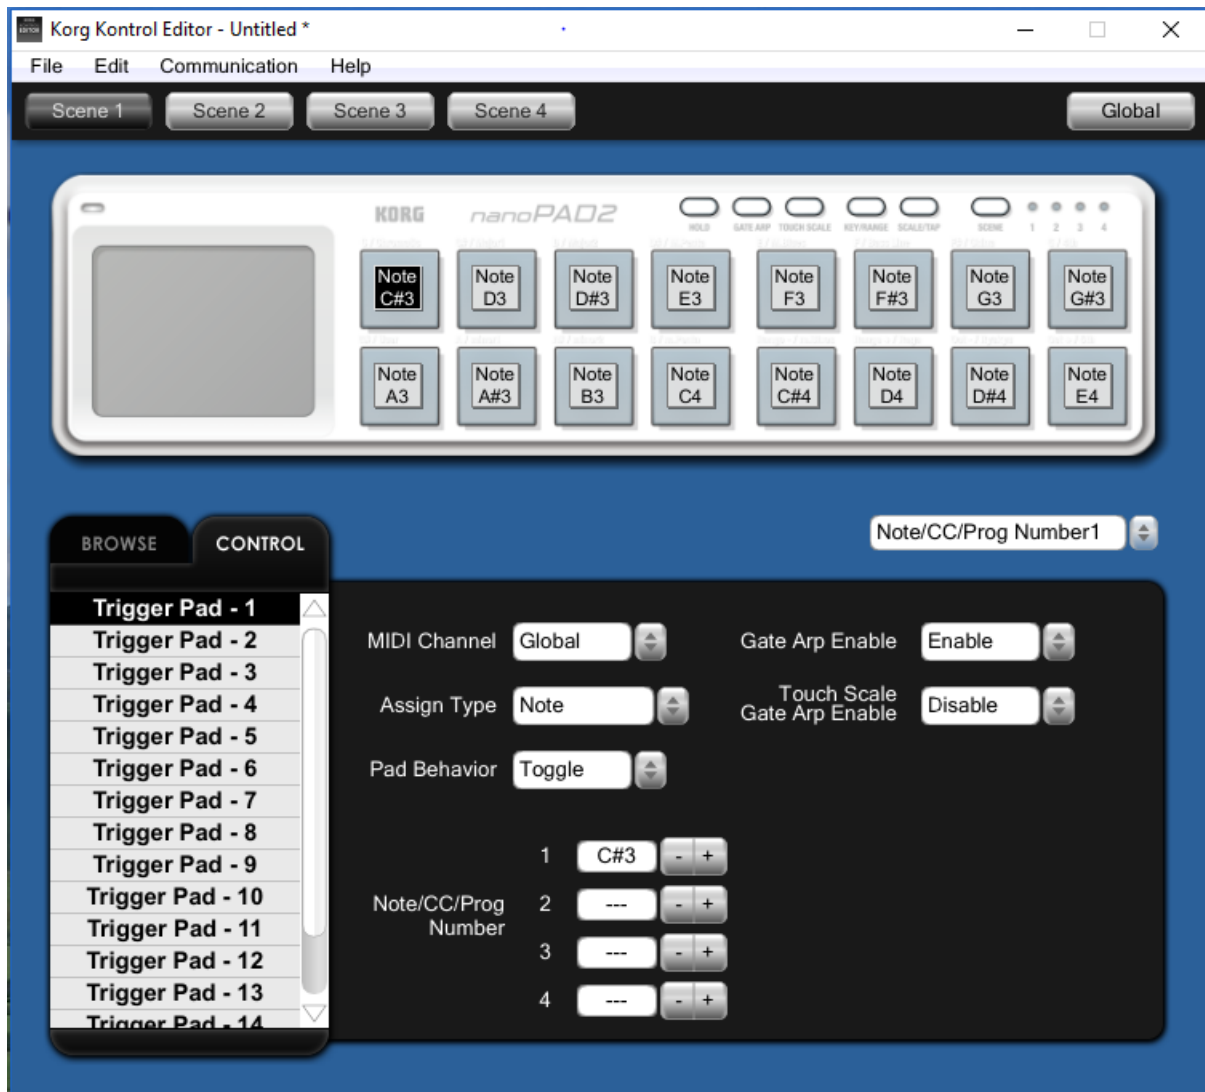 Korg Kontrol Editor - Untitled *
File Edit Communication Help
Scene 1 Scene 2 Scene 3 Scene 4 Global
KORG nanoPAD2
HOLD GATE ARP TOUCH SCALE KEY/RANGE SCALE/TAP SCENE 1 2 3 4
Note Note Note Note Note Note Note Note
C#3 D3 D#3 E3 F3 F#3 G3 G#3
Note Note Note Note Note Note Note Note
A3 A#3 B3 C4 C#4 D4 D#4 E4
BROWSE CONTROL
Note/CC/Prog Number1
Trigger Pad - 1
Trigger Pad - 2
Trigger Pad - 3
Trigger Pad - 4
Trigger Pad - 5
Trigger Pad - 6
Trigger Pad - 7
Trigger Pad - 8
Trigger Pad - 9
Trigger Pad - 10
Trigger Pad - 11
Trigger Pad - 12
Trigger Pad - 13
Trigger Pad - 14
MIDI Channel Global
Gate Arp Enable Enable
Assign Type Note
Touch Scale
Gate Arp Enable Disable
Pad Behavior Toggle
Note/CC/Prog
Number
1 C#3 - +
2 --- - +
3 --- - +
4 --- - +